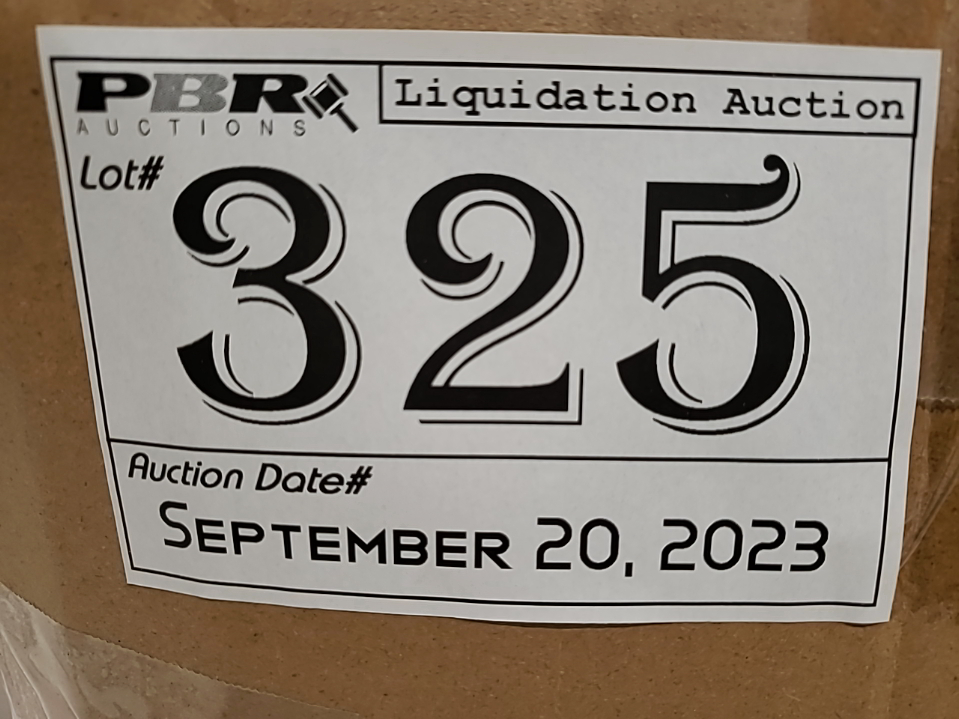 PBR
AUCTIONS
Liquidation Auction
Lot#
325
Auction Date#
SEPTEMBER 20, 2023